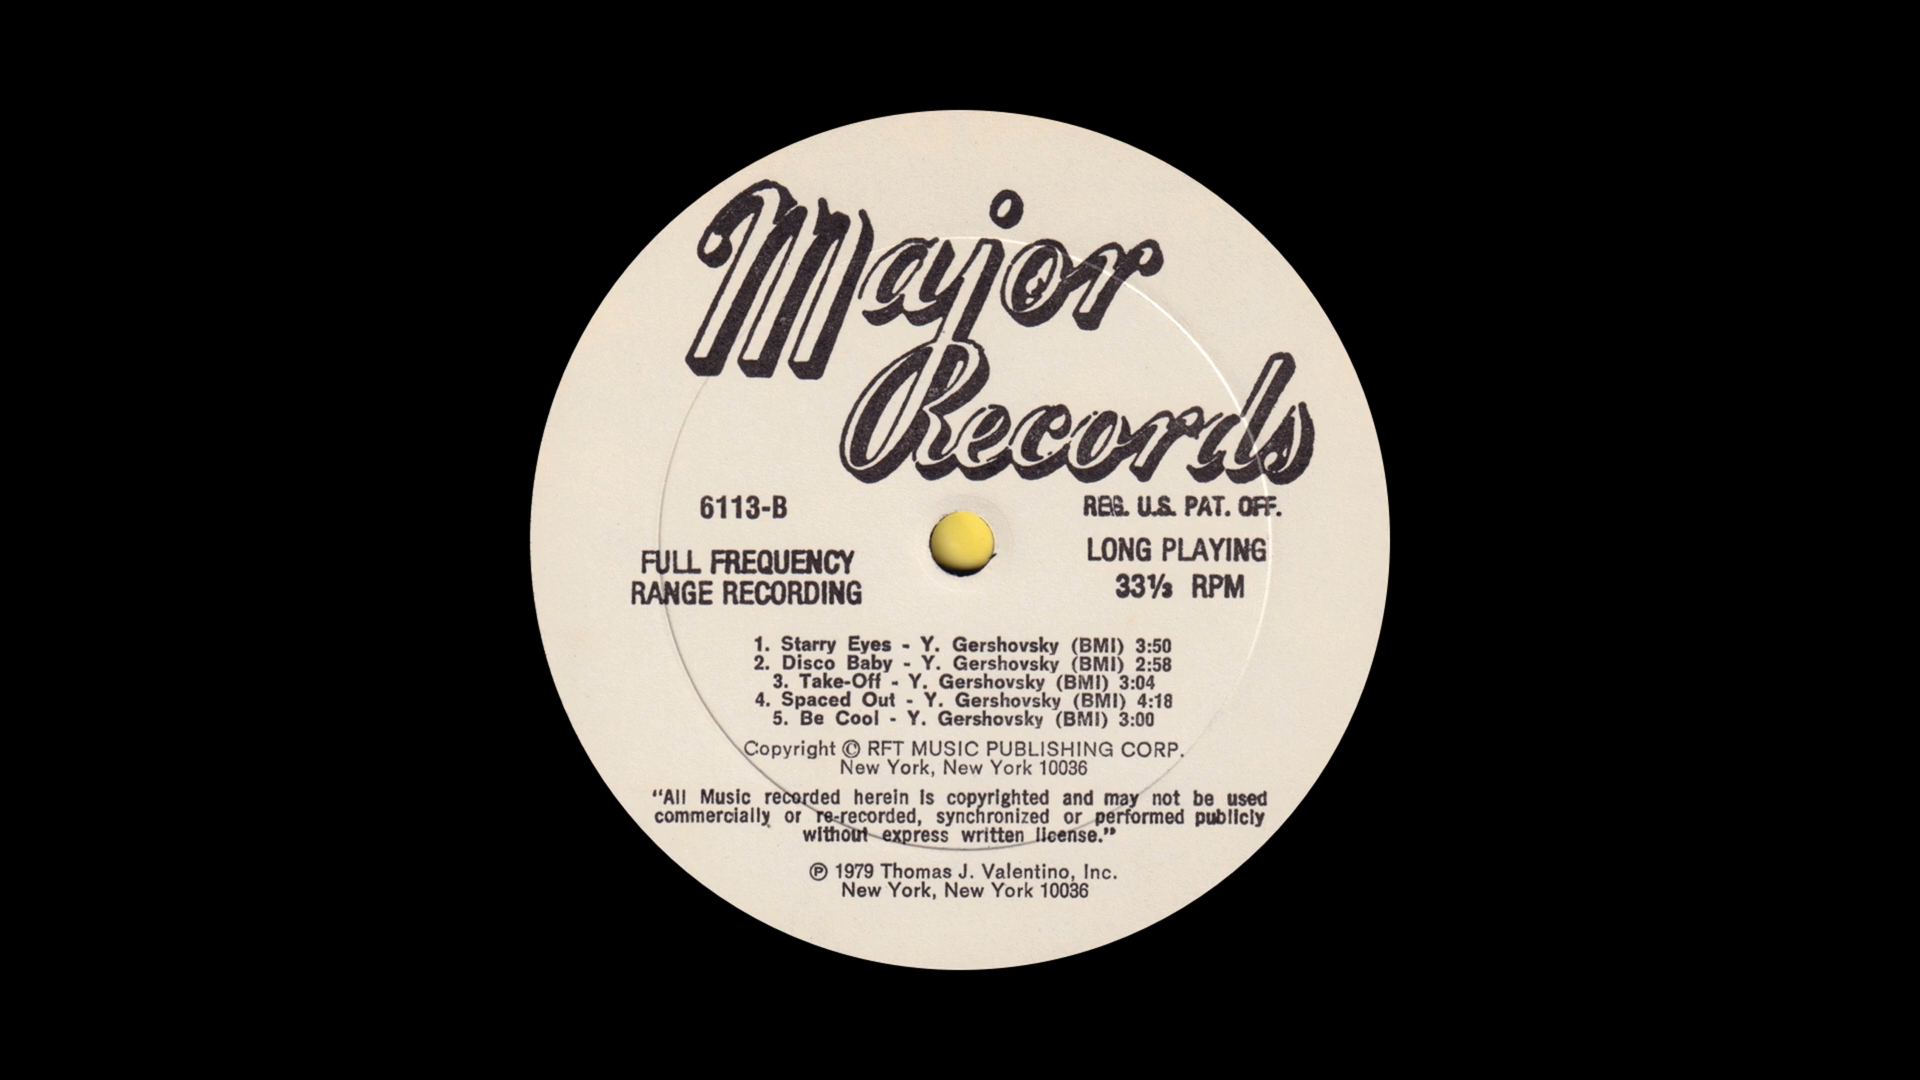 Major
Records
6113-B
REG. U.S. PAT. OFF.
FULL FREQUENCY
RANGE RECORDING
LONG PLAYING
33⅓ RPM
1. Starry Eyes - Y. Gershovsky (BMI) 3:50
2. Disco Baby - Y. Gershovsky (BMI) 2:58
3. Take-Off - Y. Gershovsky (BMI) 3:04
4. Spaced Out - Y. Gershovsky (BMI) 4:18
5. Be Cool - Y. Gershovsky (BMI) 3:00
Copyright © RFT MUSIC PUBLISHING CORP.
New York, New York 10036
“All Music recorded herein is copyrighted and may not be used
commercially or re-recorded, synchronized or performed publicly
without express written license.”
℗ 1979 Thomas J. Valentino, Inc.
New York, New York 10036